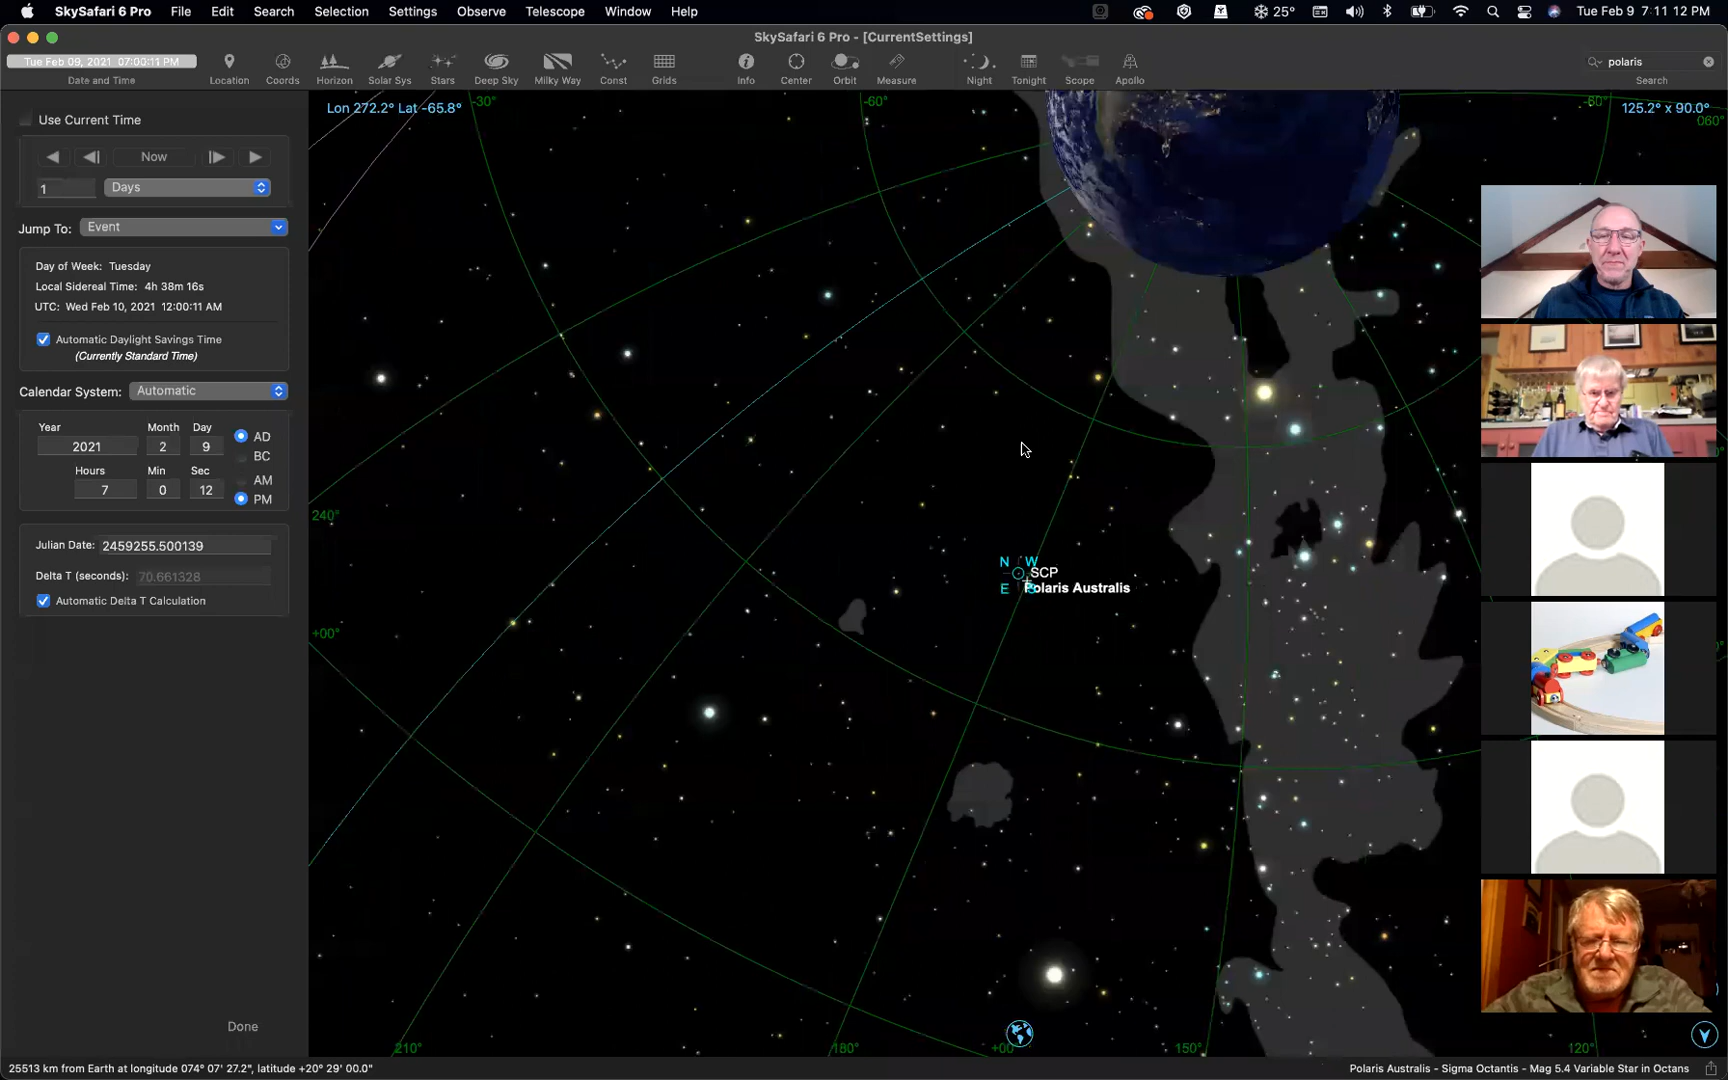 SkySafari 6 Pro File Edit Search Selection Settings Observe Telescope Window Help 25° Tue Feb 9 7:11:12 PM
SkySafari 6 Pro - [CurrentSettings]
Tue Feb 09, 2021 07:00:11 PM
polaris
Date and Time Location Coords Horizon Solar Sys Stars Deep Sky Milky Way Const Grids Info Center Orbit Measure Night Tonight Scope Apollo Search
Lon 272.2° Lat -65.8°
-30°
-60°
-80°
125.2° x 90.0°
060°
Use Current Time
Now
1 Days
Jump To: Event
Day of Week: Tuesday
Local Sidereal Time: 4h 38m 16s
UTC: Wed Feb 10, 2021 12:00:11 AM
Automatic Daylight Savings Time
(Currently Standard Time)
Calendar System: Automatic
Year Month Day
2021 2 9
AD
BC
Hours Min Sec
7 0 12
AM
PM
Julian Date: 2459255.500139
Delta T (seconds): 70.661328
Automatic Delta T Calculation
Done
240°
+00°
N W
SCP
E S
Polaris Australis
210°
180°
+00°
150°
120°
25513 km from Earth at longitude 074° 07' 27.2", latitude +20° 29' 00.0"
Polaris Australis - Sigma Octantis - Mag 5.4 Variable Star in Octans